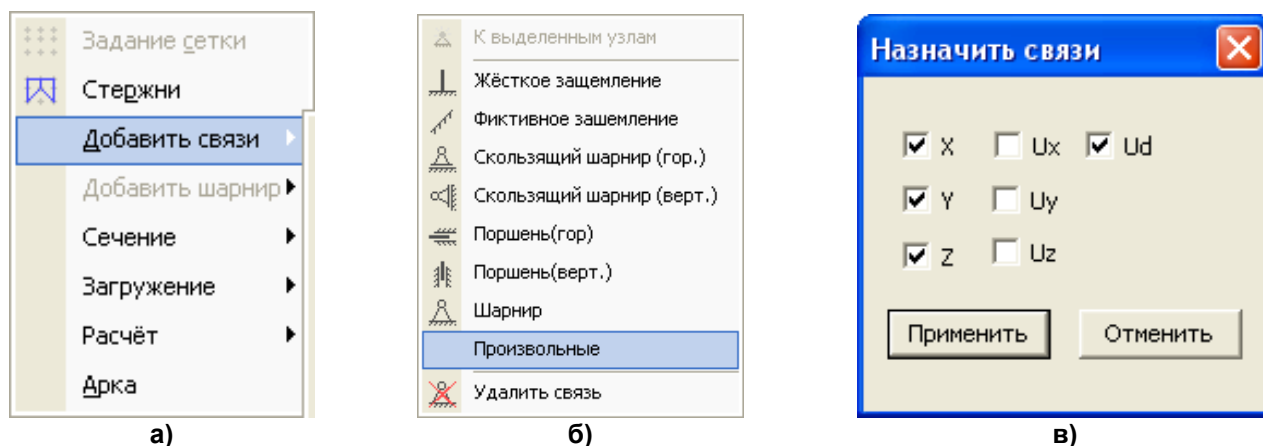 Задание сетки
Стержни
Добавить связи
Добавить шарнир
Сечение
Загружение
Расчёт
Арка
а)
К выделенным узлам
Жёсткое защемление
Фиктивное зашемление
Скользящий шарнир (гор.)
Скользящий шарнир (верт.)
Поршень(гор)
Поршень(верт.)
Шарнир
Произвольные
Удалить связь
б)
Назначить связи
X Ux Ud
Y Uy
Z Uz
Применить Отменить
в)